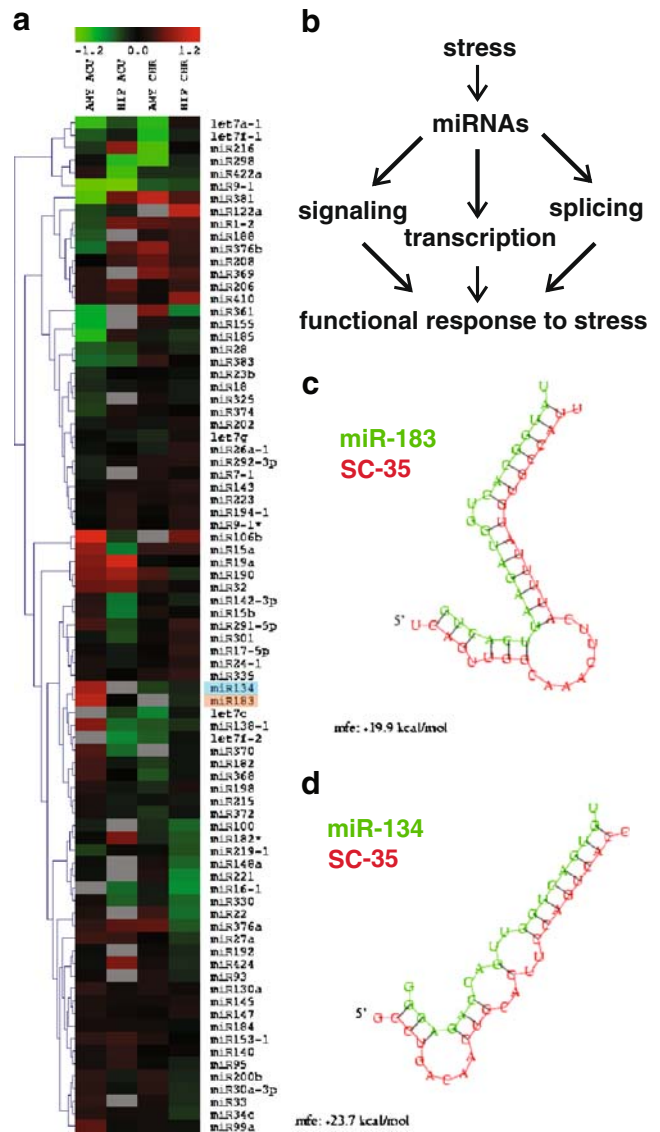 a
-1.2 0.0 1.2
AMY ACU
HIP ACU
AMY CHR
HIP CHR
let7a-1
let7f-1
miR216
miR298
miR422a
miR9-1
miR381
miR122a
miR1-2
miR188
miR376b
miR208
miR369
miR206
miR410
miR361
miR155
miR185
miR28
miR383
miR23b
miR18
miR325
miR374
miR202
let7g
miR26a-1
miR292-3p
miR7-1
miR143
miR223
miR194-1
miR9-1*
miR106b
miR15a
miR19a
miR190
miR32
miR142-3p
miR15b
miR291-5p
miR301
miR17-5p
miR24-1
miR335
miR134
miR183
let7c
miR138-1
let7f-2
miR370
miR182
miR368
miR198
miR215
miR372
miR100
miR182*
miR219-1
miR148a
miR221
miR16-1
miR330
miR22
miR376a
miR27a
miR192
miR424
miR93
miR130a
miR145
miR147
miR184
miR153-1
miR140
miR95
miR200b
miR30a-3p
miR33
miR34c
miR99a
b
stress
miRNAs
signaling
transcription
splicing
functional response to stress
c
miR-183
SC-35
5'
mfe: -19.9 kcal/mol
d
miR-134
SC-35
5'
mfe: -23.7 kcal/mol